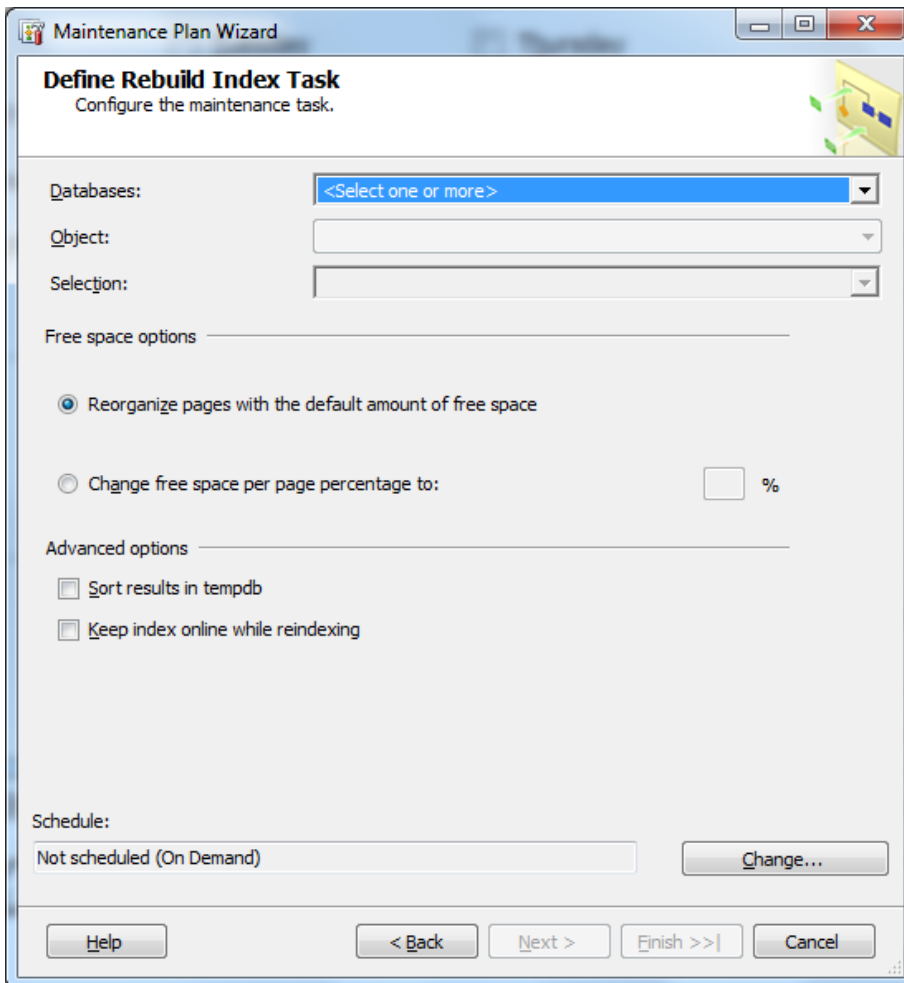 Maintenance Plan Wizard
Define Rebuild Index Task
Configure the maintenance task.
Databases: <Select one or more>
Object:
Selection:
Free space options
Reorganize pages with the default amount of free space
Change free space per page percentage to: %
Advanced options
Sort results in tempdb
Keep index online while reindexing
Schedule:
Not scheduled (On Demand) Change...
Help < Back Next > Finish >>| Cancel